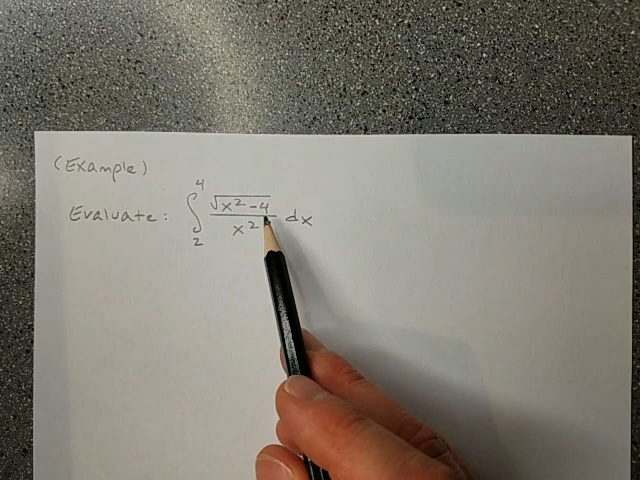 (Example)
Evaluate: ∫₂⁴ √(x²-4)/x² dx